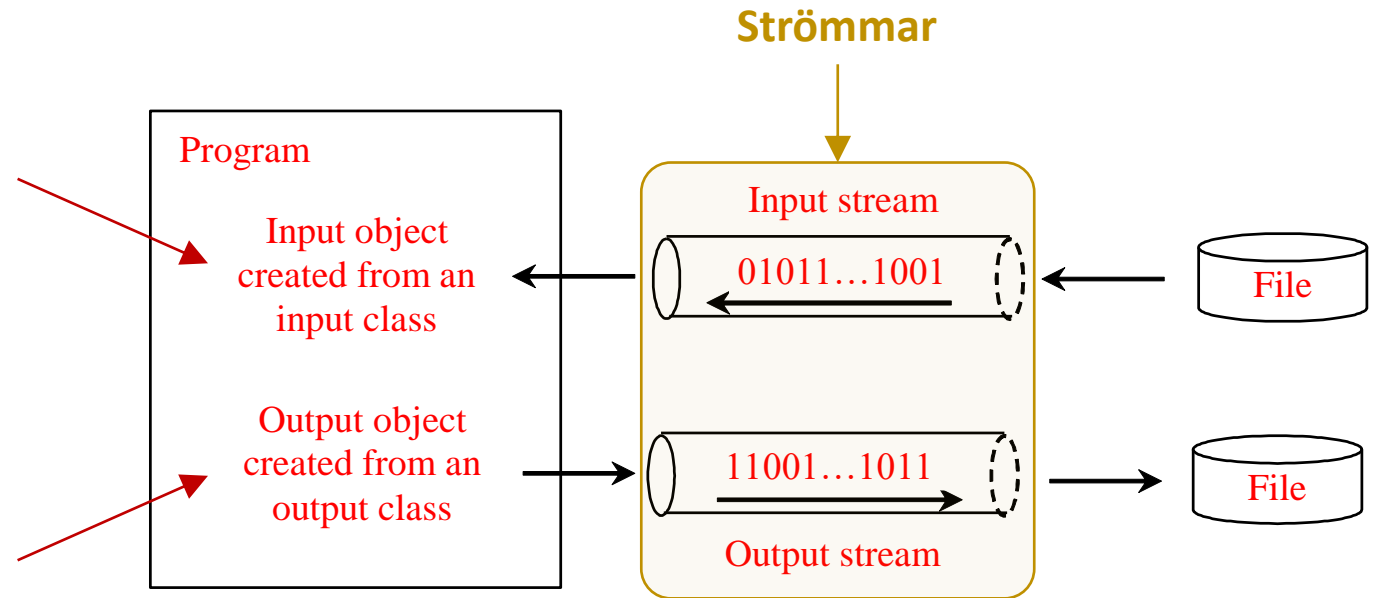 Strömmar
Program
Input object
created from an
input class
Input stream
01011…1001
File
Output object
created from an
output class
11001…1011
Output stream
File